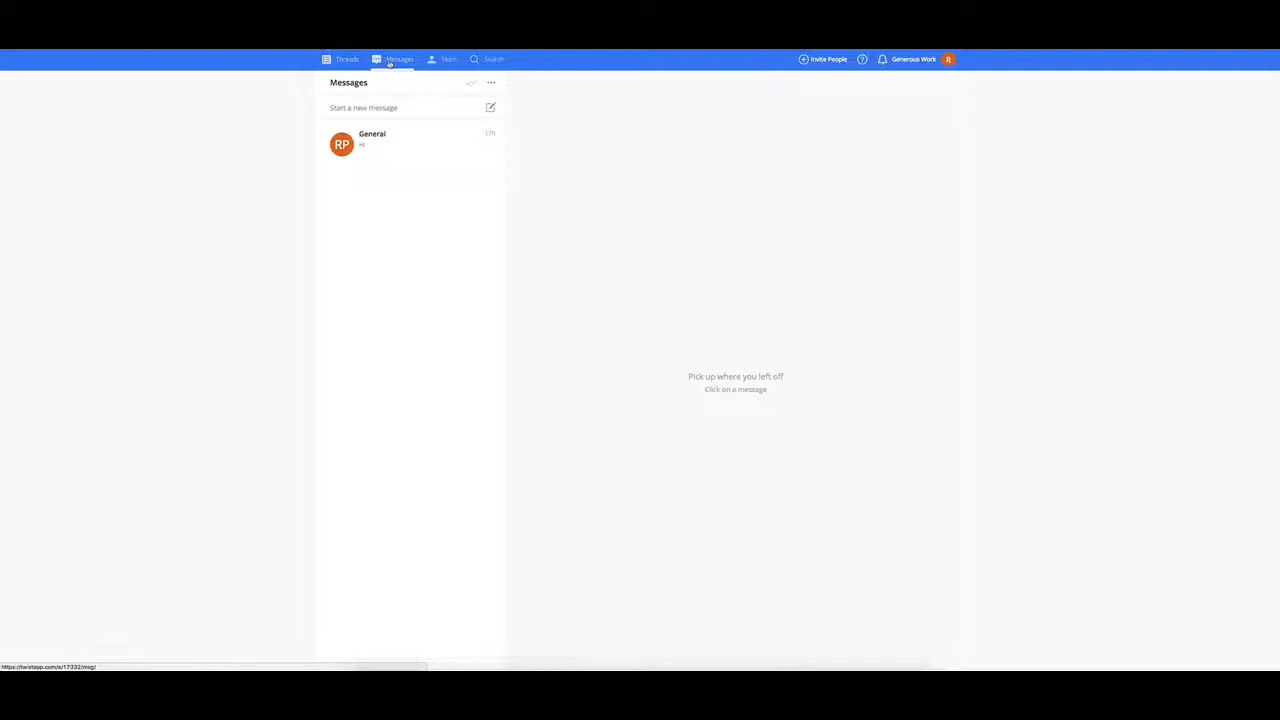 Threads Messages Team Search Invite People ? Generous Work R
Messages
Start a new message
RP General 17h
Hi
Pick up where you left off
Click on a message
https://twistapp.com/a/17332/msg/